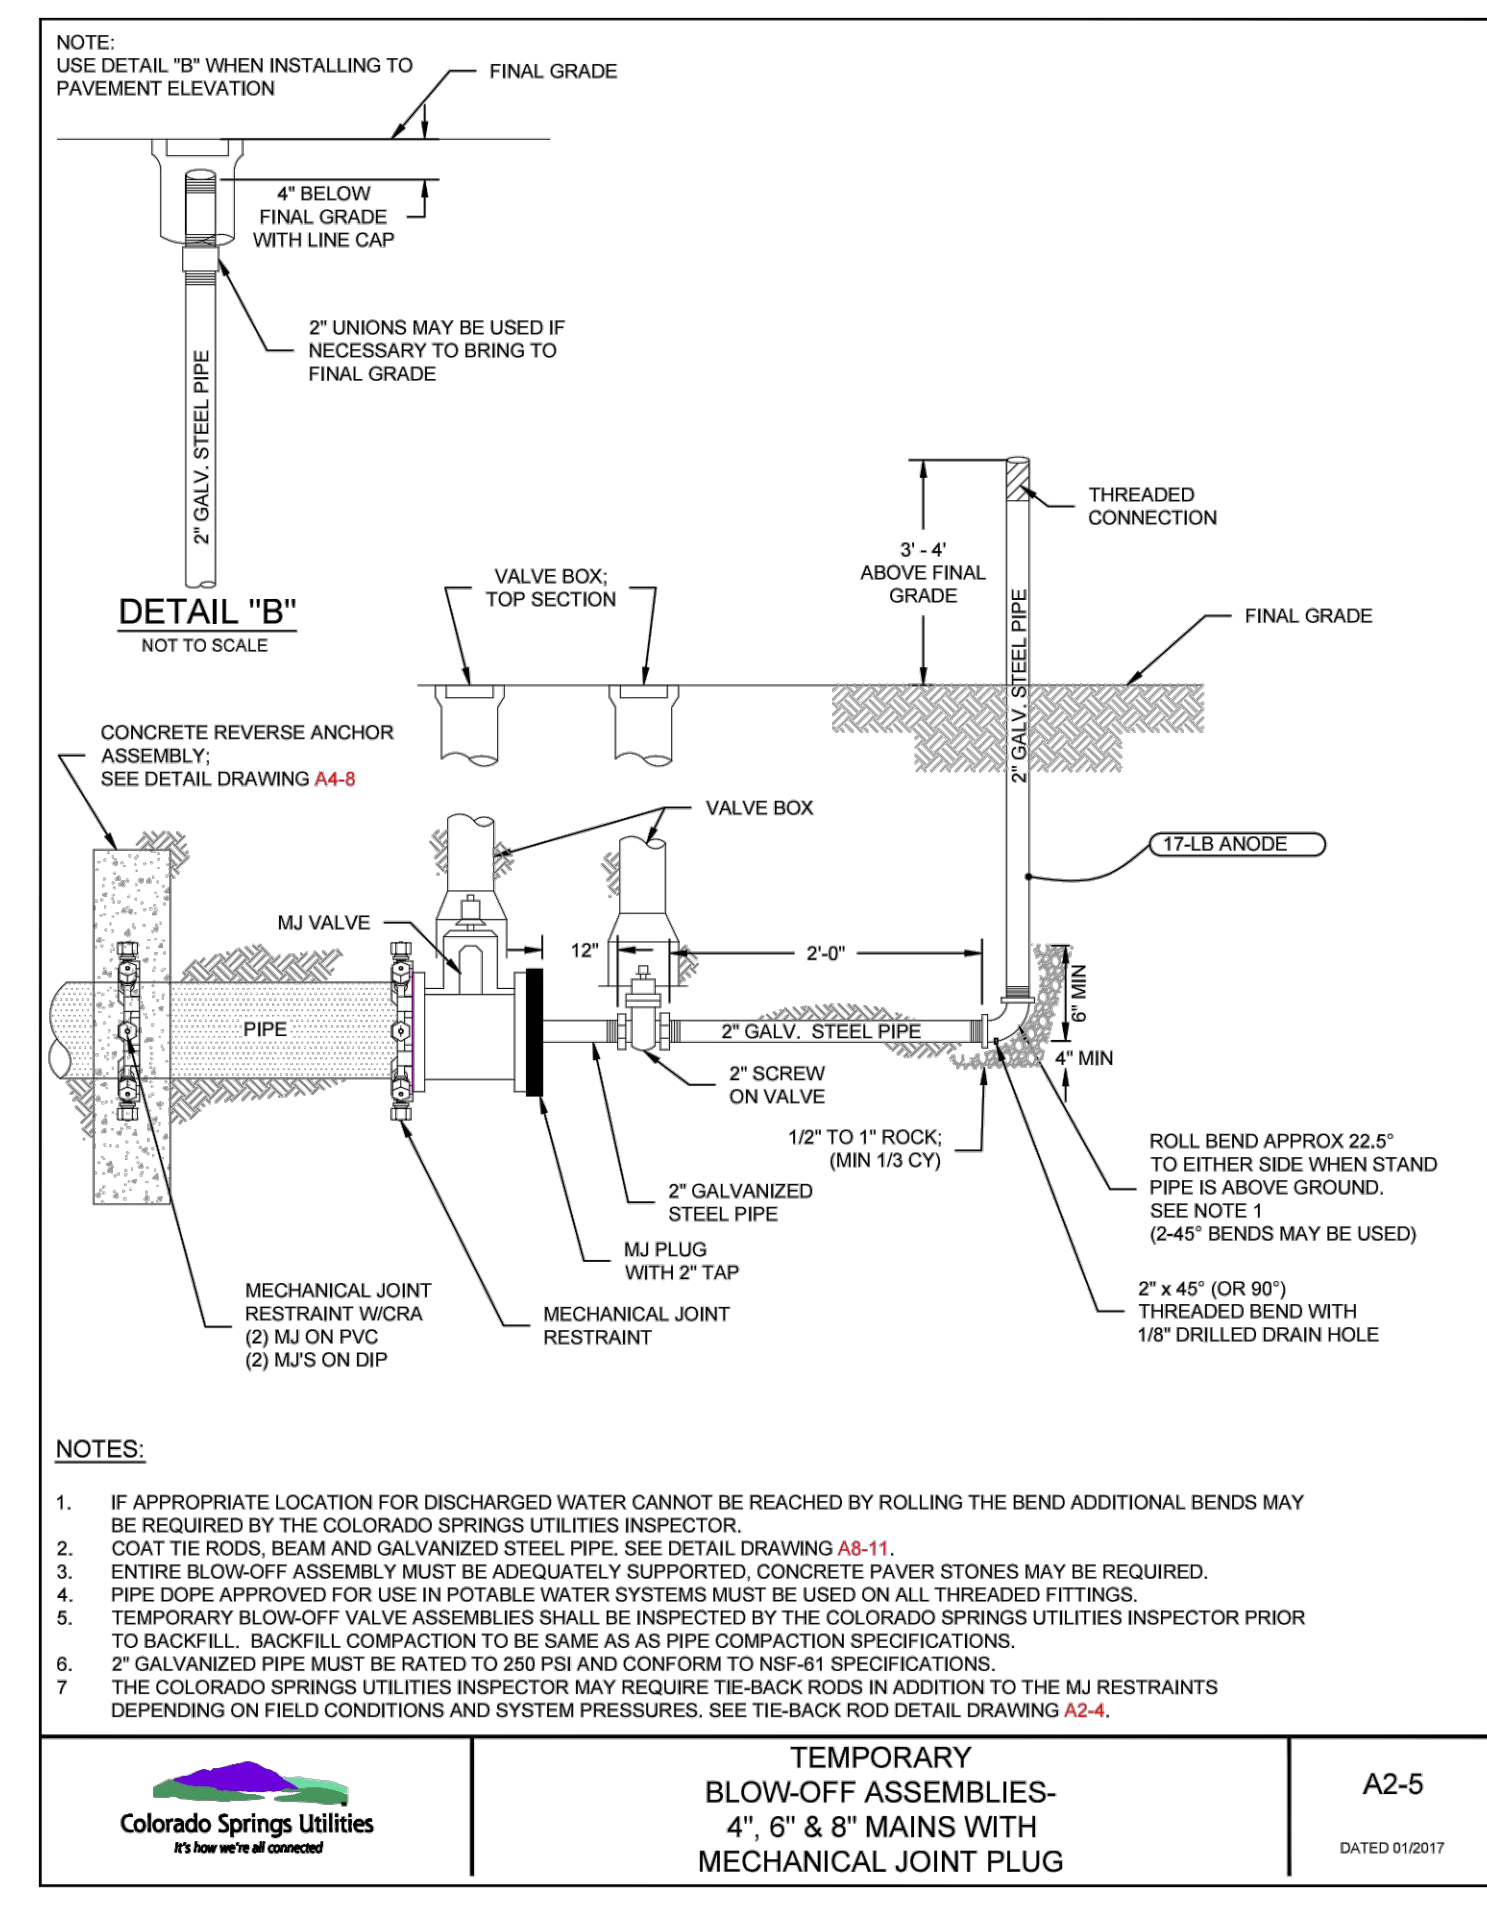 NOTE:
USE DETAIL "B" WHEN INSTALLING TO
PAVEMENT ELEVATION
FINAL GRADE
4" BELOW
FINAL GRADE
WITH LINE CAP
2" UNIONS MAY BE USED IF
NECESSARY TO BRING TO
FINAL GRADE
2" GALV. STEEL PIPE
DETAIL "B"
NOT TO SCALE
THREADED
CONNECTION
3' - 4'
ABOVE FINAL
GRADE
VALVE BOX;
TOP SECTION
FINAL GRADE
2" GALV. STEEL PIPE
CONCRETE REVERSE ANCHOR
ASSEMBLY;
SEE DETAIL DRAWING A4-8
VALVE BOX
17-LB ANODE
MJ VALVE
12"
2'-0"
6" MIN
PIPE
2" GALV. STEEL PIPE
4" MIN
2" SCREW
ON VALVE
1/2" TO 1" ROCK;
(MIN 1/3 CY)
ROLL BEND APPROX 22.5°
TO EITHER SIDE WHEN STAND
PIPE IS ABOVE GROUND.
SEE NOTE 1
(2-45° BENDS MAY BE USED)
2" GALVANIZED
STEEL PIPE
MJ PLUG
WITH 2" TAP
MECHANICAL JOINT
RESTRAINT W/CRA
(2) MJ ON PVC
(2) MJ'S ON DIP
MECHANICAL JOINT
RESTRAINT
2" x 45° (OR 90°)
THREADED BEND WITH
1/8" DRILLED DRAIN HOLE
NOTES:
1. IF APPROPRIATE LOCATION FOR DISCHARGED WATER CANNOT BE REACHED BY ROLLING THE BEND ADDITIONAL BENDS MAY
BE REQUIRED BY THE COLORADO SPRINGS UTILITIES INSPECTOR.
2. COAT TIE RODS, BEAM AND GALVANIZED STEEL PIPE. SEE DETAIL DRAWING A8-11.
3. ENTIRE BLOW-OFF ASSEMBLY MUST BE ADEQUATELY SUPPORTED, CONCRETE PAVER STONES MAY BE REQUIRED.
4. PIPE DOPE APPROVED FOR USE IN POTABLE WATER SYSTEMS MUST BE USED ON ALL THREADED FITTINGS.
5. TEMPORARY BLOW-OFF VALVE ASSEMBLIES SHALL BE INSPECTED BY THE COLORADO SPRINGS UTILITIES INSPECTOR PRIOR
TO BACKFILL. BACKFILL COMPACTION TO BE SAME AS AS PIPE COMPACTION SPECIFICATIONS.
6. 2" GALVANIZED PIPE MUST BE RATED TO 250 PSI AND CONFORM TO NSF-61 SPECIFICATIONS.
7 THE COLORADO SPRINGS UTILITIES INSPECTOR MAY REQUIRE TIE-BACK RODS IN ADDITION TO THE MJ RESTRAINTS
DEPENDING ON FIELD CONDITIONS AND SYSTEM PRESSURES. SEE TIE-BACK ROD DETAIL DRAWING A2-4.
Colorado Springs Utilities
It's how we're all connected
TEMPORARY
BLOW-OFF ASSEMBLIES-
4", 6" & 8" MAINS WITH
MECHANICAL JOINT PLUG
A2-5
DATED 01/2017